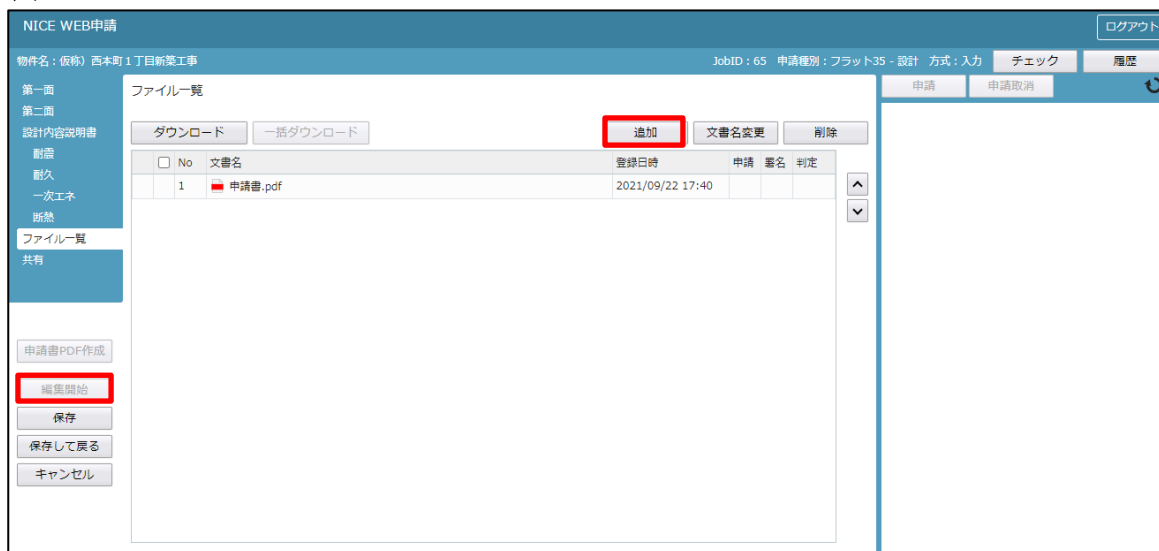 NICE WEB申請
ログアウト
物件名：仮称）西本町１丁目新築工事
JobID：65 申請種別：フラット35 - 設計 方式：入力
チェック
履歴
第一面
第二面
設計内容説明書
耐震
耐久
一次エネ
断熱
ファイル一覧
共有
ファイル一覧
申請
申請取消
ダウンロード
一括ダウンロード
追加
文書名変更
削除
No 文書名 登録日時 申請 署名 判定
1 申請書.pdf 2021/09/22 17:40
申請書PDF作成
編集開始
保存
保存して戻る
キャンセル